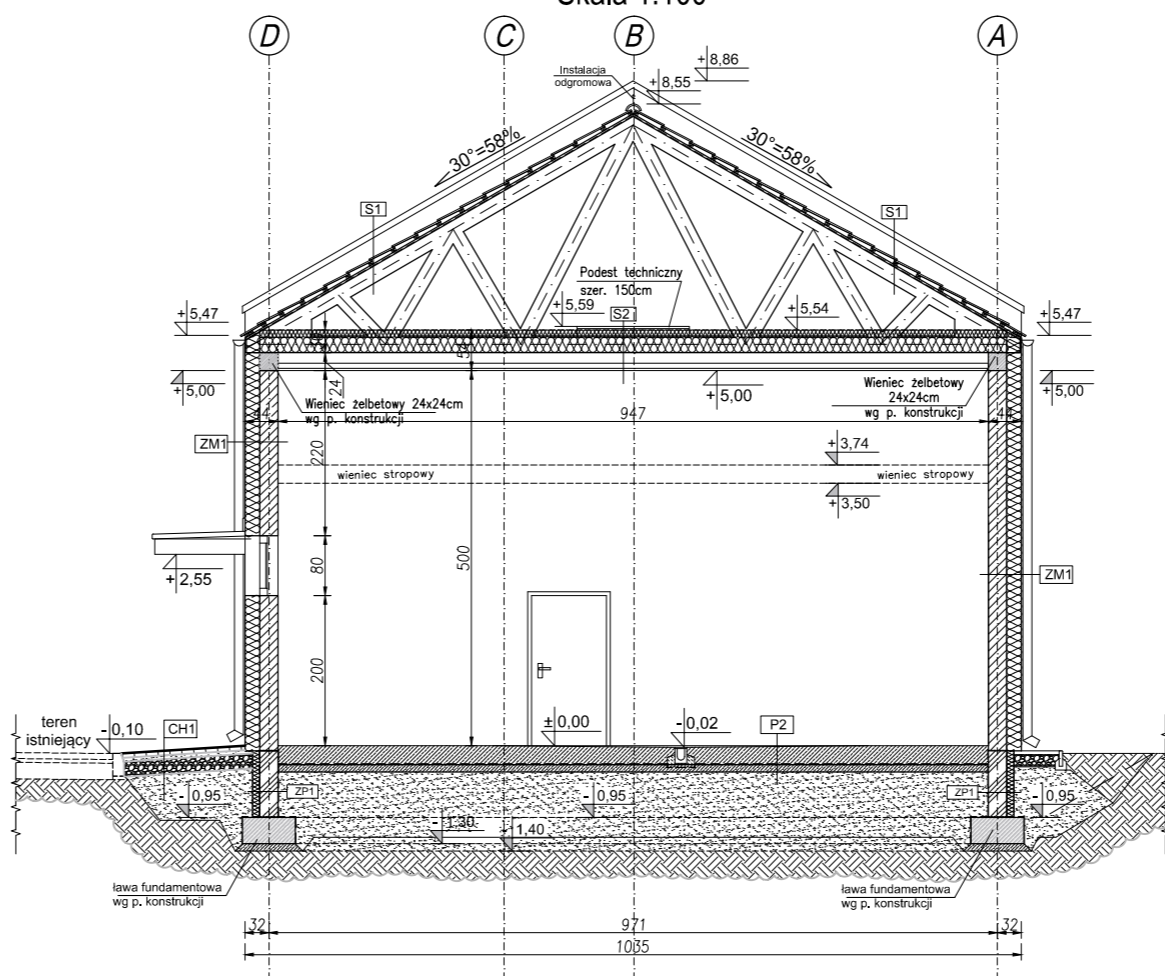 D
C
B
A
Instalacja
odgromowa
+8,86
+8,55
30°=58%
30°=58%
S1
S1
Podest techniczny
szer. 150cm
+5,47
+5,59
S2
+5,54
+5,47
54
24
+5,00
+5,00
+5,00
Wieniec żelbetowy 24x24cm
wg p. konstrukcji
Wieniec żelbetowy
24x24cm
wg p. konstrukcji
44
947
44
ZM1
220
+3,74
wieniec stropowy
wieniec stropowy
+3,50
+2,55
80
500
ZM1
200
teren
istniejący
-0,10
CH1
±0,00
-0,02
P2
-0,95
ZP1
-0,95
ZP1
-0,95
-1,30
-1,40
ława fundamentowa
wg p. konstrukcji
ława fundamentowa
wg p. konstrukcji
32
971
32
1035